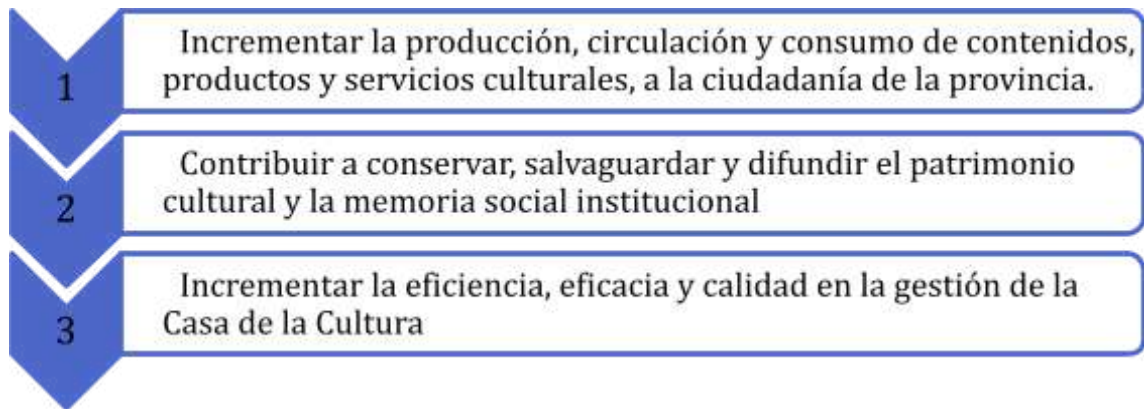 1
Incrementar la producción, circulación y consumo de contenidos,
productos y servicios culturales, a la ciudadanía de la provincia.
2
Contribuir a conservar, salvaguardar y difundir el patrimonio
cultural y la memoria social institucional
3
Incrementar la eficiencia, eficacia y calidad en la gestión de la
Casa de la Cultura